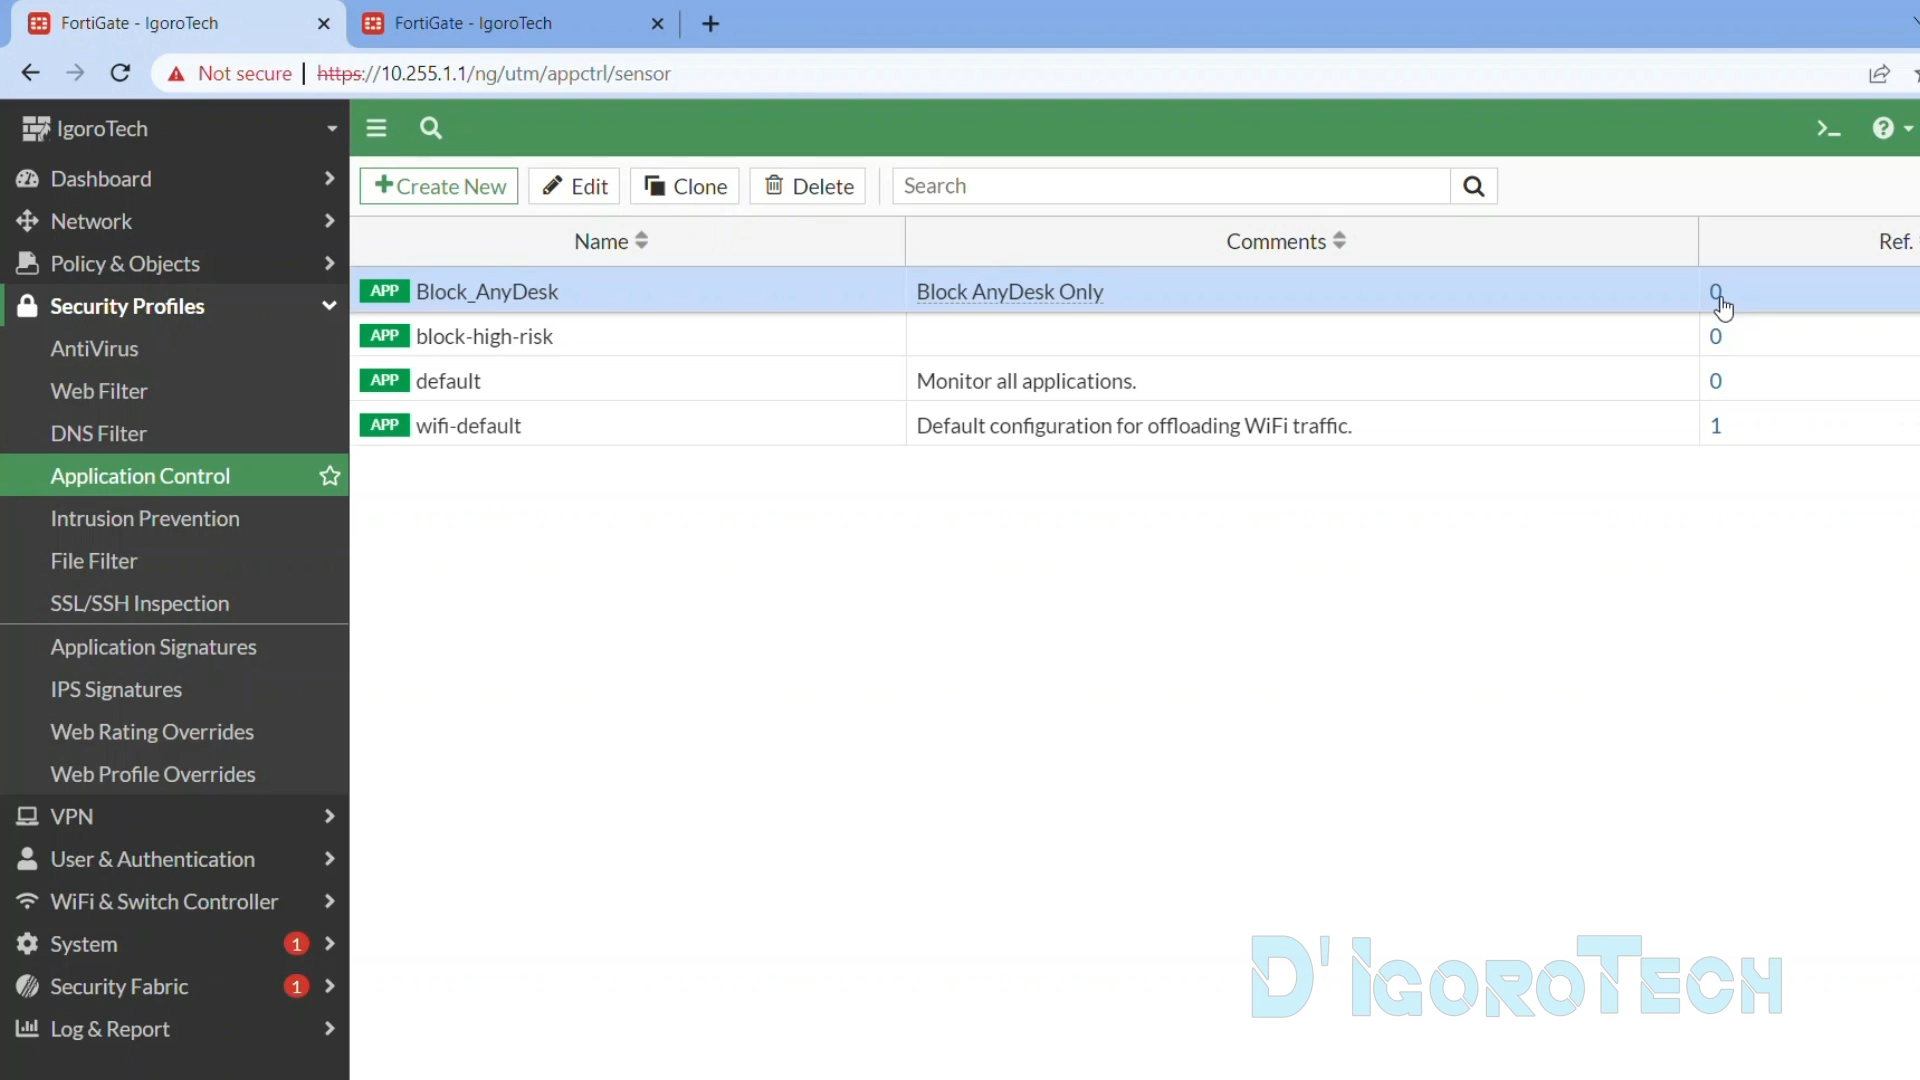 FortiGate - IgoroTech
FortiGate - IgoroTech
Not secure | https://10.255.1.1/ng/utm/appctrl/sensor
IgoroTech
Dashboard
Network
Policy & Objects
Security Profiles
AntiVirus
Web Filter
DNS Filter
Application Control
Intrusion Prevention
File Filter
SSL/SSH Inspection
Application Signatures
IPS Signatures
Web Rating Overrides
Web Profile Overrides
VPN
User & Authentication
WiFi & Switch Controller
System 1
Security Fabric 1
Log & Report
+Create New Edit Clone Delete Search
Name Comments Ref.
APP Block_AnyDesk Block AnyDesk Only 0
APP block-high-risk 0
APP default Monitor all applications. 0
APP wifi-default Default configuration for offloading WiFi traffic. 1
D'IGOROTECH